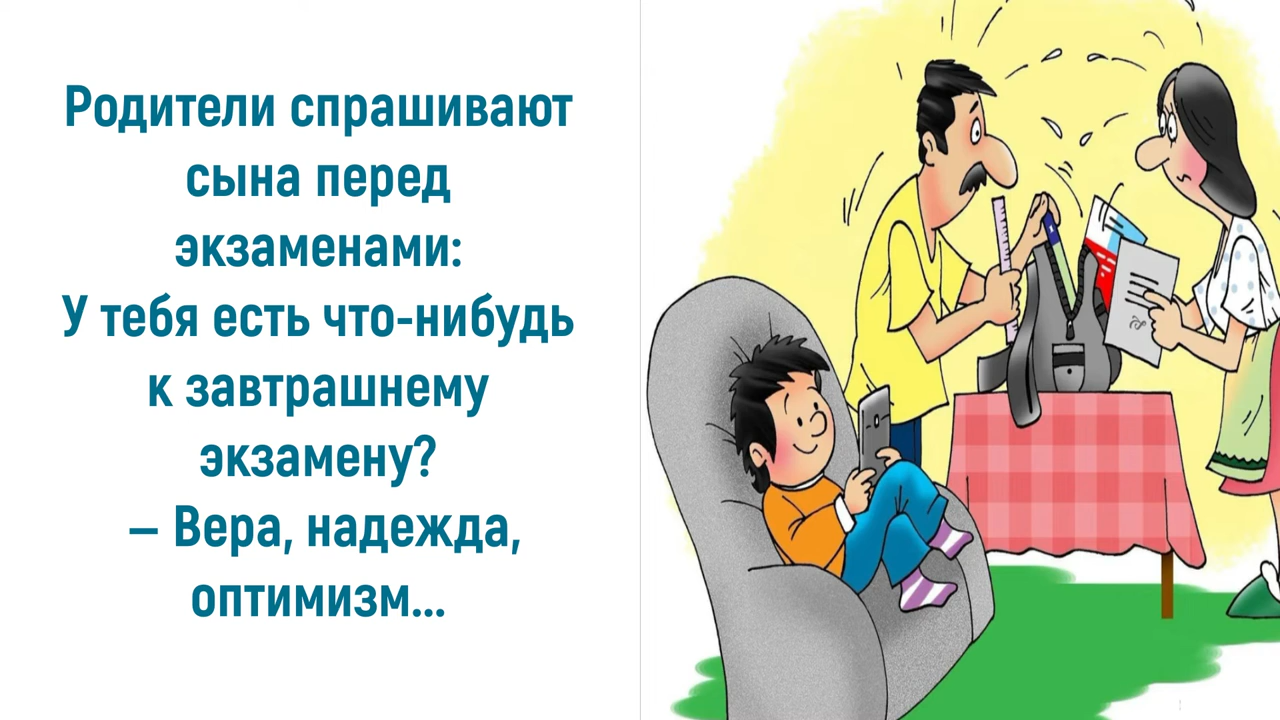 Родители спрашивают
сына перед
экзаменами:
У тебя есть что-нибудь
к завтрашнему
экзамену?
– Вера, надежда,
оптимизм...